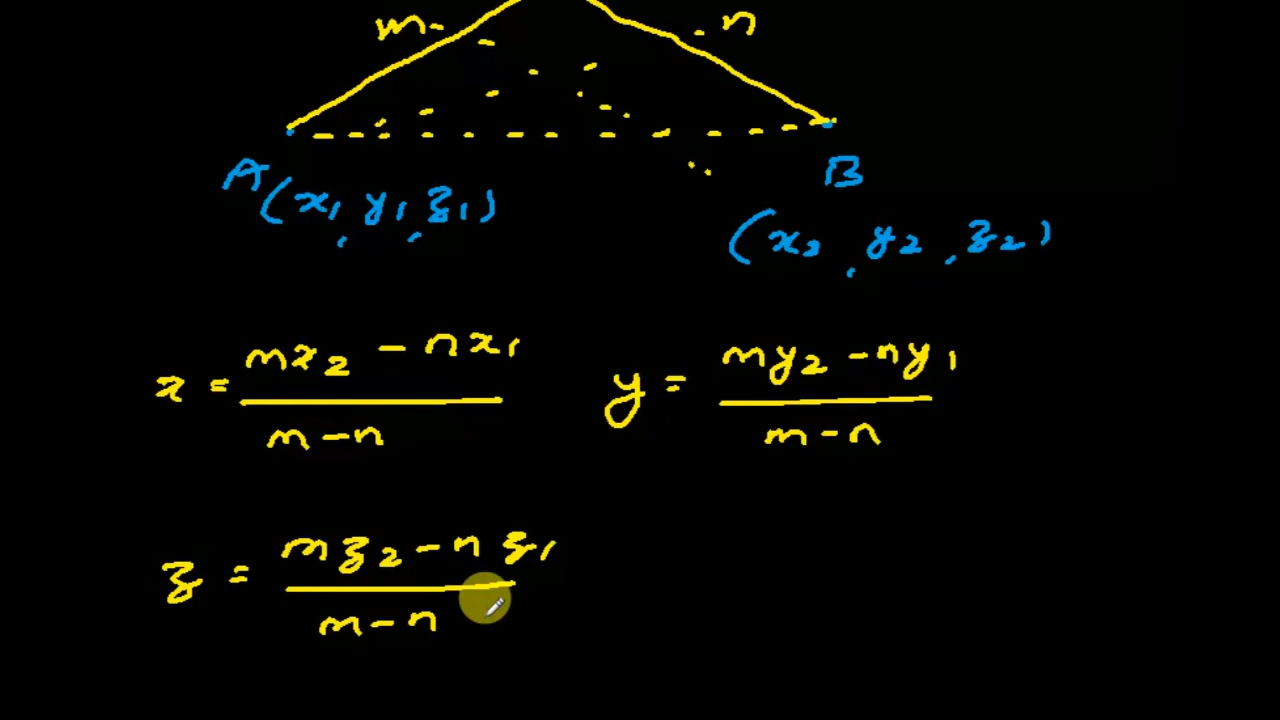 m n
A B
(x₁, y₁, z₁)
(x₂, y₂, z₂)
x = mx₂ - nx₁ / m - n
y = my₂ - ny₁ / m - n
z = mz₂ - nz₁ / m - n